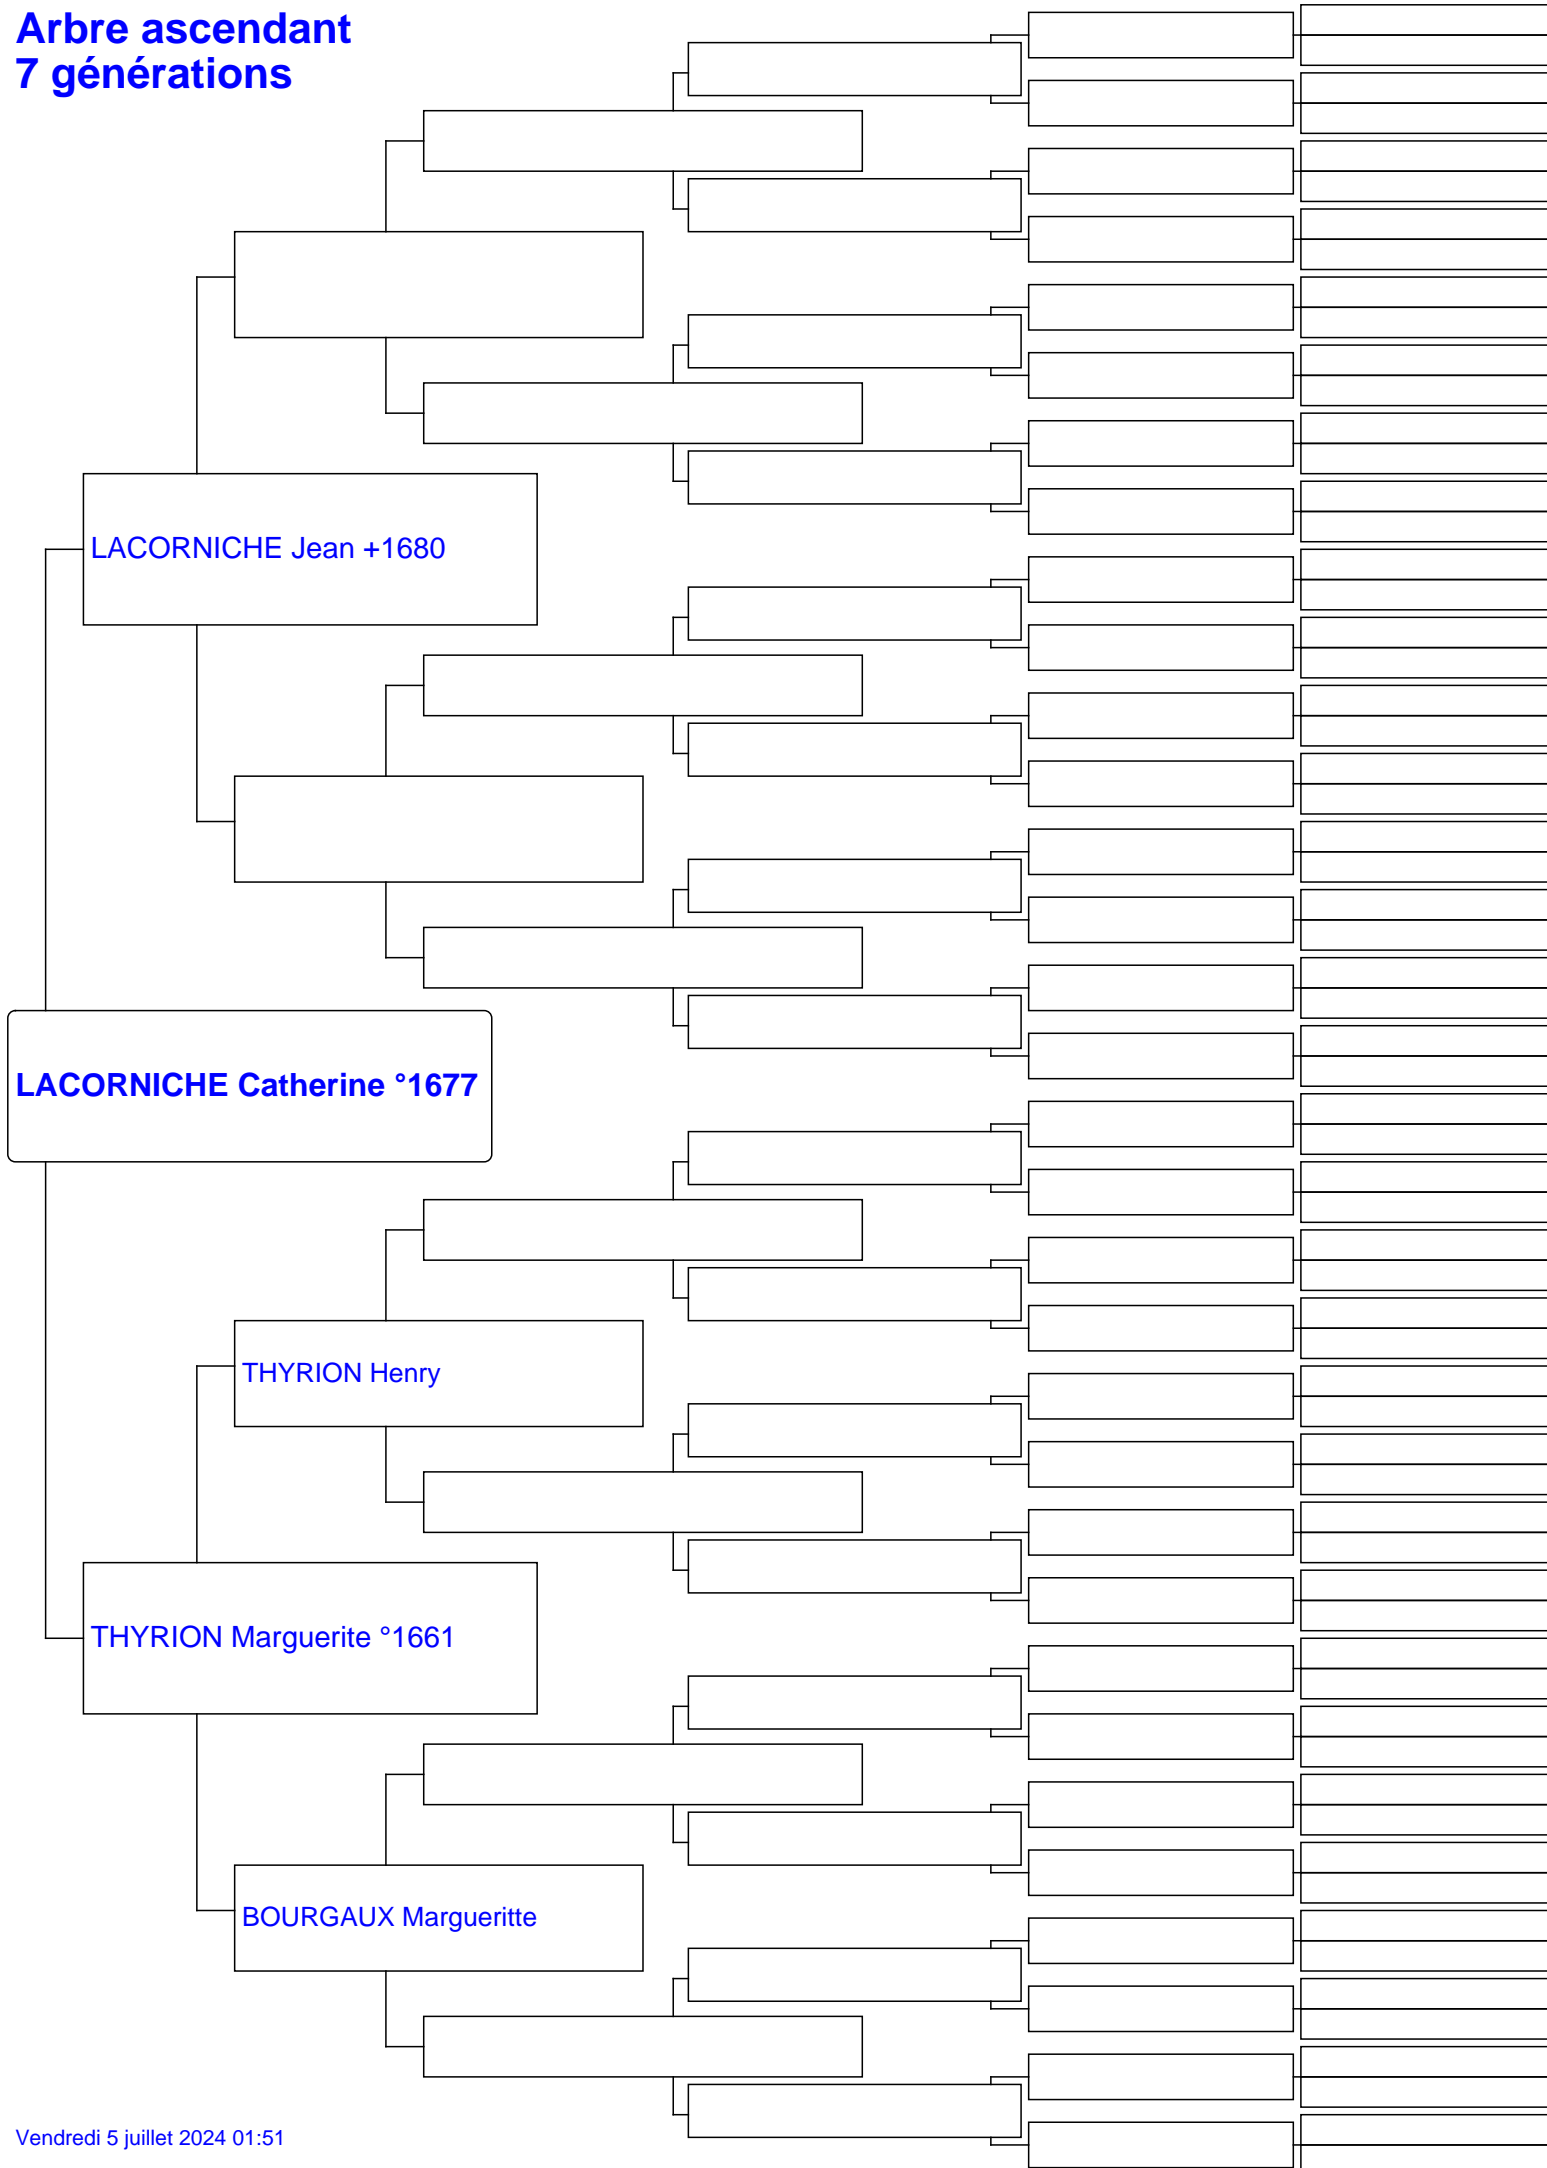 Arbre ascendant
7 générations
LACORNICHE Jean +1680
LACORNICHE Catherine °1677
THYRION Henry
THYRION Marguerite °1661
BOURGAUX Margueritte
Vendredi 5 juillet 2024 01:51